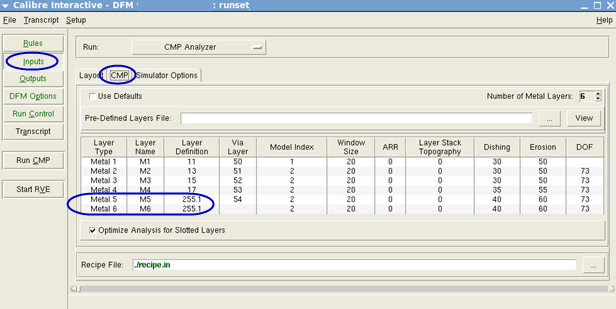 Calibre Interactive - DFM ' : runset
File Transcript Setup Help
Rules
Inputs
Outputs
DFM Options
Run Control
Transcript
Run CMP
Start RVE
Run: CMP Analyzer
Layout CMP Simulator Options
Use Defaults Number of Metal Layers: 6
Pre-Defined Layers File: ... View
Layer Type Layer Name Layer Definition Via Layer Model Index Window Size ARR Layer Stack Topography Dishing Erosion DOF
Metal 1 M1 11 50 1 20 0 0 30 50
Metal 2 M2 13 51 2 20 0 0 30 50 73
Metal 3 M3 15 52 2 20 0 0 30 50 73
Metal 4 M4 17 53 2 20 0 0 35 55 73
Metal 5 M5 255.1 54 2 20 0 0 40 60 73
Metal 6 M6 255.1 2 20 0 0 40 60 73
Optimize Analysis for Slotted Layers
Recipe File: ./recipe.in ...